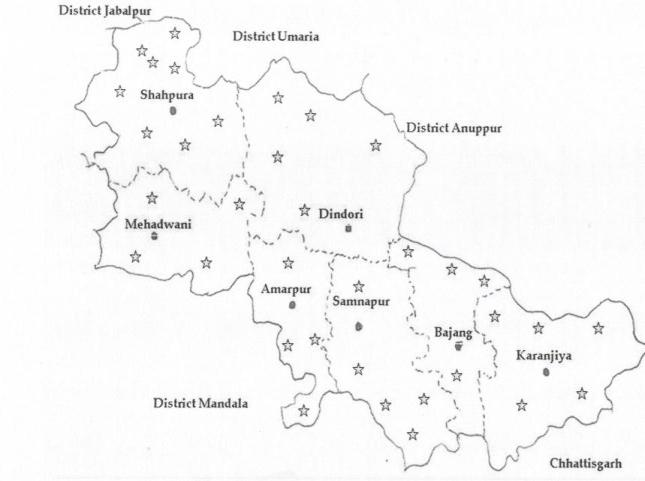 District Jabalpur
District Umaria
Shahpura
District Anuppur
Dindori
Mehadwani
Amarpur
Samnapur
Bajang
Karanjiya
District Mandala
Chhattisgarh